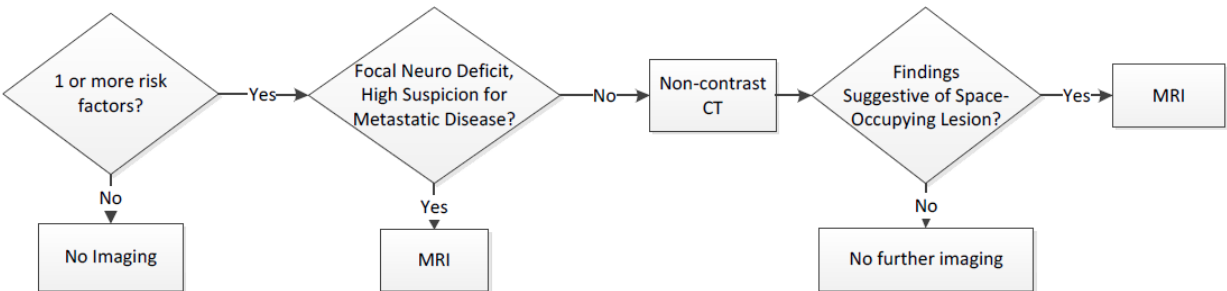 1 or more risk
factors?
Yes
Focal Neuro Deficit,
High Suspicion for
Metastatic Disease?
No
Non-contrast
CT
Findings
Suggestive of Space-
Occupying Lesion?
Yes
MRI
No
No Imaging
Yes
MRI
No
No further imaging